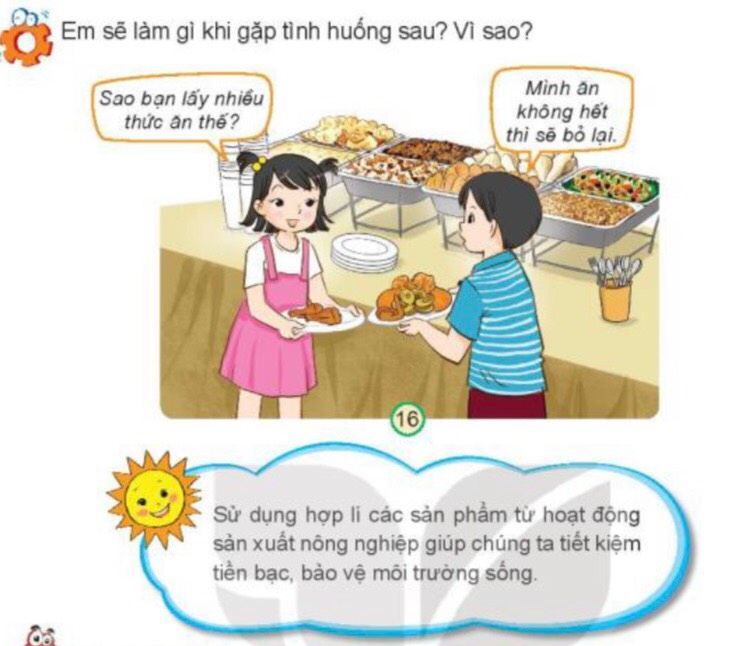 Em sẽ làm gì khi gặp tình huống sau? Vì sao?
Sao bạn lấy nhiều
thức ăn thế?
Mình ăn
không hết
thì sẽ bỏ lại.
16
Sử dụng hợp lí các sản phẩm từ hoạt động
sản xuất nông nghiệp giúp chúng ta tiết kiệm
tiền bạc, bảo vệ môi trường sống.